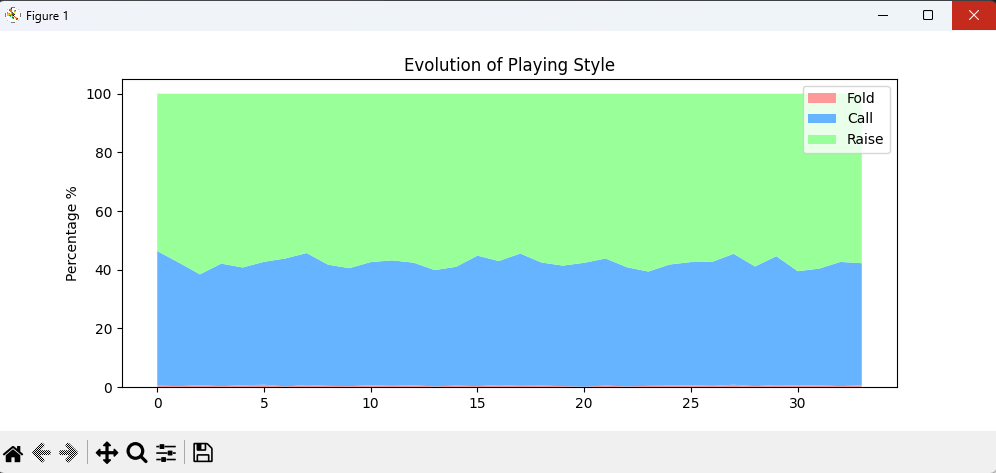 Figure 1
Evolution of Playing Style
Percentage %
100
80
60
40
20
0
Fold
Call
Raise
0 5 10 15 20 25 30